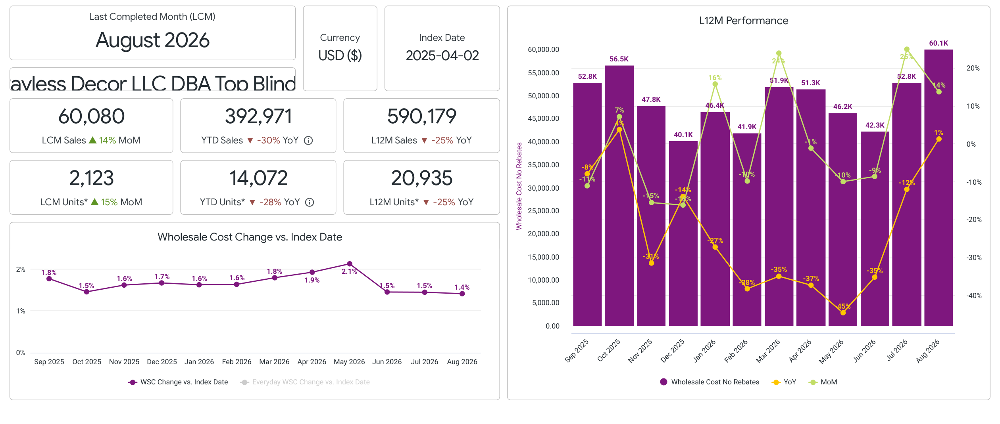 Last Completed Month (LCM)
August 2026
Currency
USD ($)
Index Date
2025-04-02
avless Decor LLC DBA Top Blind
60,080
LCM Sales ▲ 14% MoM
392,971
YTD Sales ▼ -30% YoY
590,179
L12M Sales ▼ -25% YoY
2,123
LCM Units* ▲ 15% MoM
14,072
YTD Units* ▼ -28% YoY
20,935
L12M Units* ▼ -25% YoY
Wholesale Cost Change vs. Index Date
2%
1%
0%
1.8%
1.5%
1.6%
1.7%
1.6%
1.6%
1.8%
1.9%
2.1%
1.5%
1.5%
1.4%
Sep 2025 Oct 2025 Nov 2025 Dec 2025 Jan 2026 Feb 2026 Mar 2026 Apr 2026 May 2026 Jun 2026 Jul 2026 Aug 2026
WSC Change vs. Index Date Everyday WSC Change vs. Index Date
L12M Performance
Wholesale Cost No Rebates
60,000.00
55,000.00
50,000.00
45,000.00
40,000.00
35,000.00
30,000.00
25,000.00
20,000.00
15,000.00
10,000.00
5,000.00
0.00
52.8K
56.5K
47.8K
40.1K
46.4K
41.9K
51.9K
51.3K
46.2K
42.3K
52.8K
60.1K
-8%
4%
-31%
-14%
-27%
-38%
-35%
-37%
-45%
-35%
-12%
1%
-11%
7%
-15%
16%
-10%
24%
-1%
-10%
-9%
14%
20%
10%
0%
-10%
-20%
-30%
-40%
Sep 2025
Oct 2025
Nov 2025
Dec 2025
Jan 2026
Feb 2026
Mar 2026
Apr 2026
May 2026
Jun 2026
Jul 2026
Aug 2026
Wholesale Cost No Rebates YoY MoM